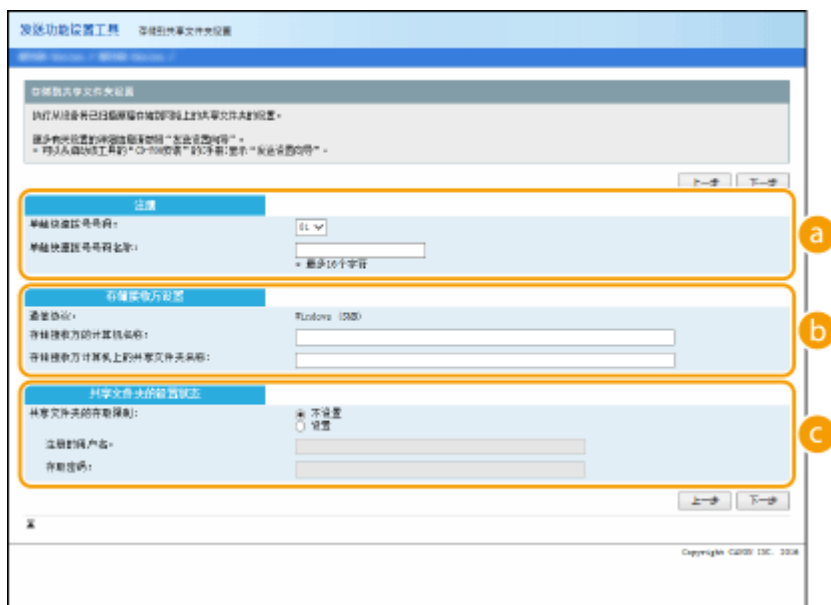 发送功能设置工具 存储到共享文件夹设置
存储到共享文件夹设置
执行从设备将已扫描原稿存储到网络上的共享文件夹的设置。
更多有关设置的详细信息请参阅“发送设置向导”。
上一步 下一步
注册
单触快速拨号号码:
01
单触快速拨号号码名称:
* 最多16个字符
a
存储接收方设置
通信协议:
Windows (SMB)
存储接收方的计算机名称:
存储接收方计算机上的共享文件夹名称:
b
共享文件夹的设置状态
共享文件夹的存取限制:
不设置
设置
注册的用户名:
存取密码:
c
上一步 下一步
Copyright CANON INC. 2016